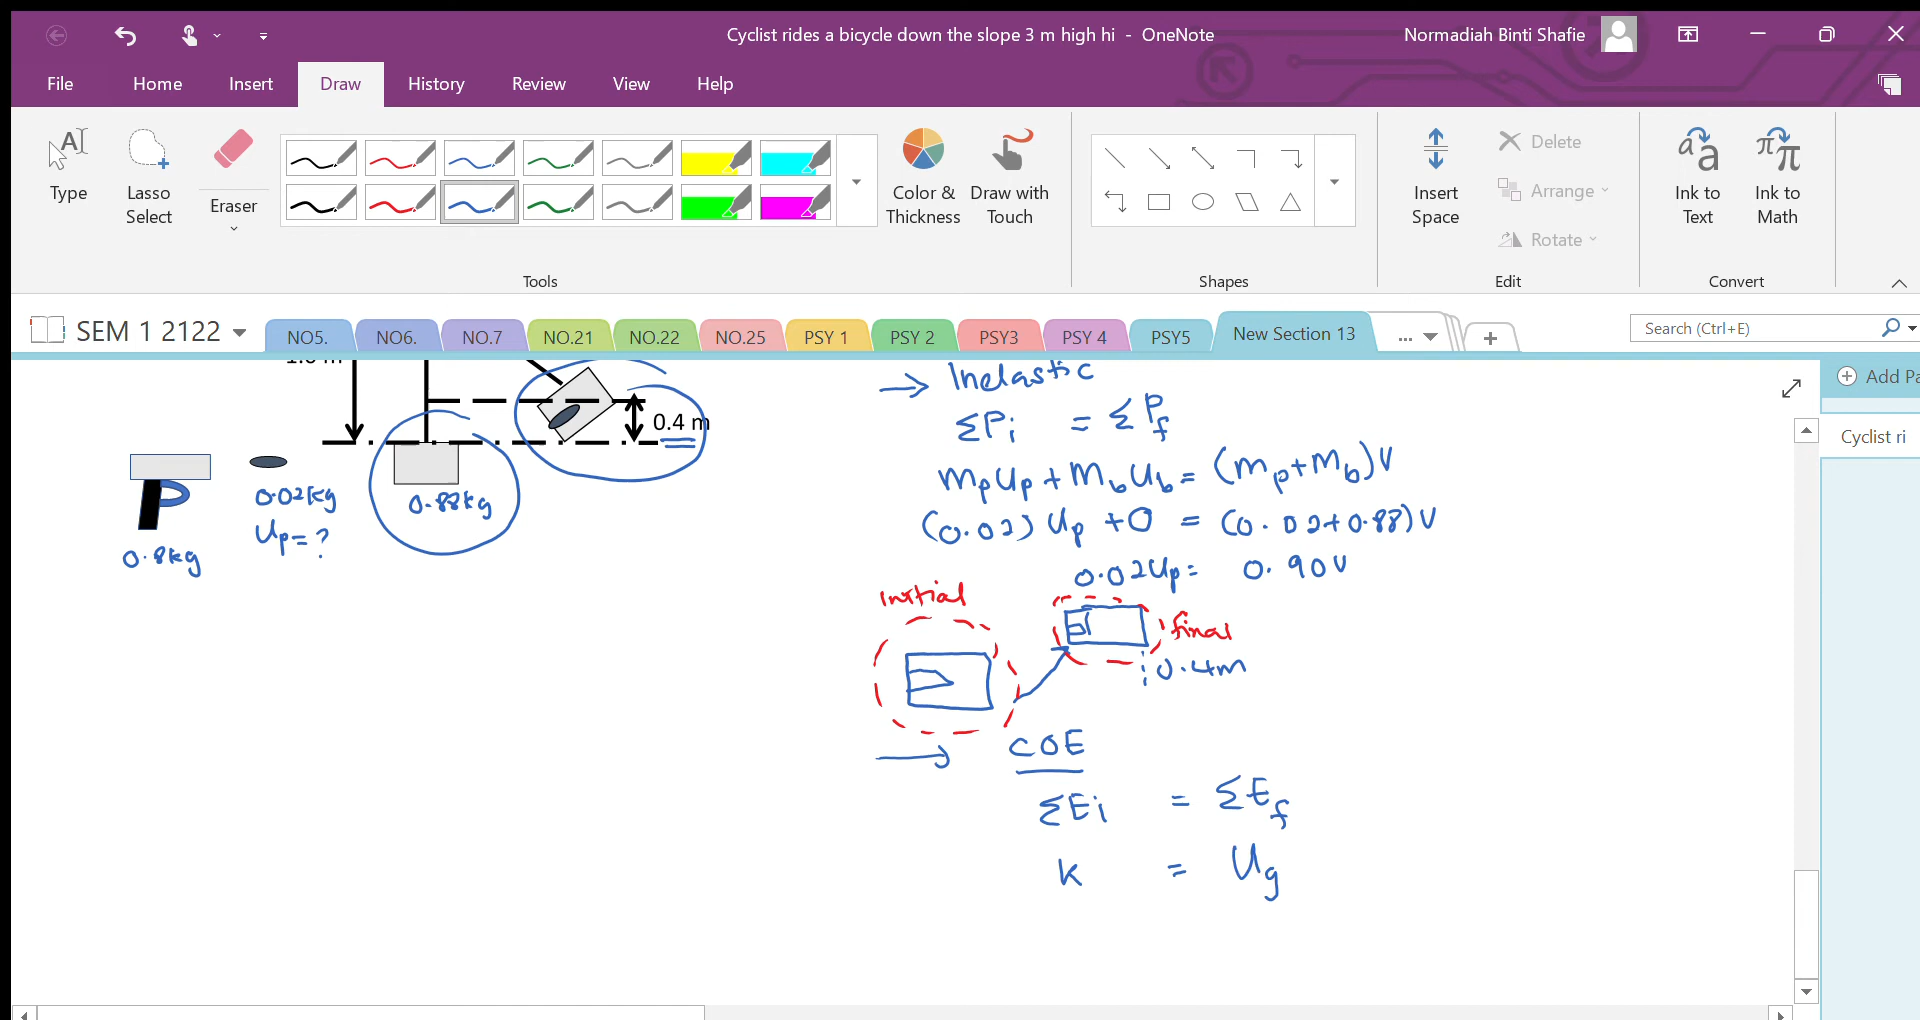 Cyclist rides a bicycle down the slope 3 m high hi - OneNote
Normadiah Binti Shafie
File Home Insert Draw History Review View Help
Type
Lasso Select
Eraser
Color & Thickness
Draw with Touch
Insert Space
Delete
Arrange
Rotate
Ink to Text
Ink to Math
Tools
Shapes
Edit
Convert
SEM 1 2122
NO5. NO6. NO.7 NO.21 NO.22 NO.25 PSY 1 PSY 2 PSY3 PSY 4 PSY5 New Section 13 ...
Search (Ctrl+E)
Add Pa
Cyclist ri
0.4 m
0.02kg
Up = ?
0.88kg
0.8kg
→ Inelastic
ΣPi = ΣPf
mpUp + mbUb = (mp+mb)V
(0.02) Up + 0 = (0.02+0.88)V
0.02Up = 0.90V
initial
final
0.4m
COE
ΣEi = ΣEf
K = Ug